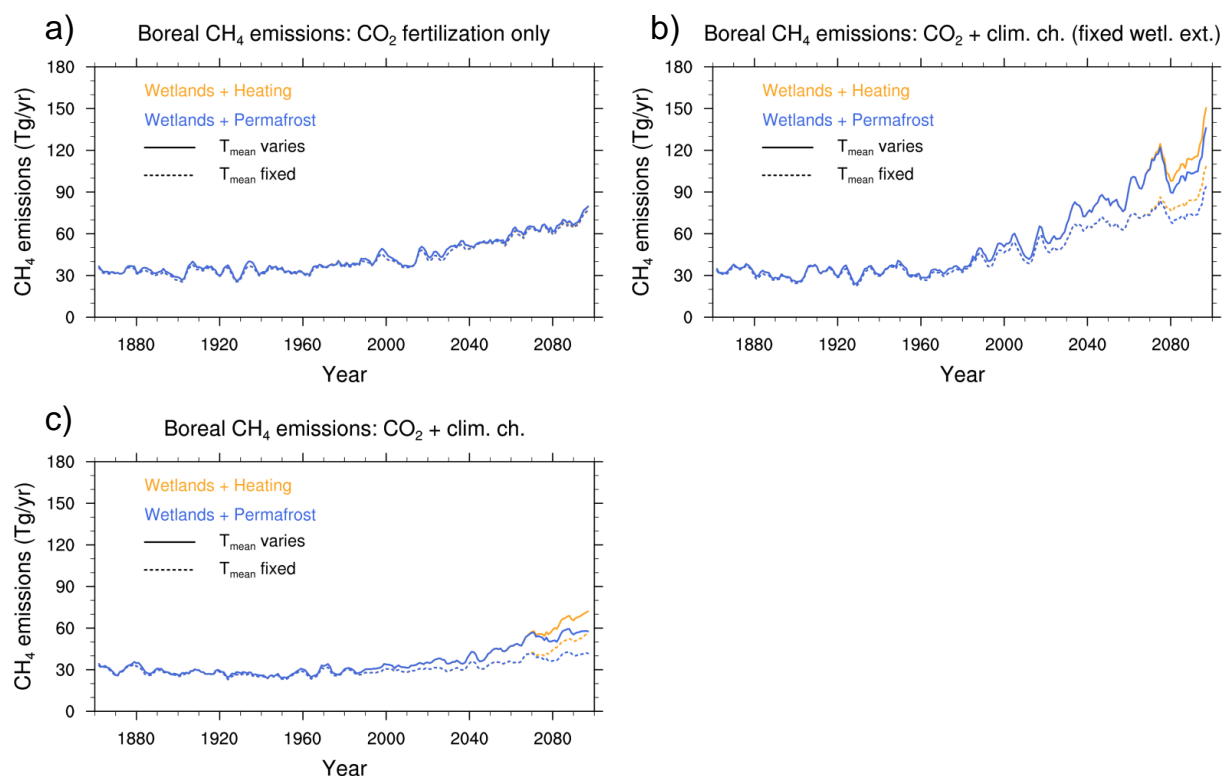 a)
Boreal CH₄ emissions: CO₂ fertilization only
CH₄ emissions (Tg/yr)
180
150
120
90
60
30
0
Wetlands + Heating
Wetlands + Permafrost
Tmean varies
Tmean fixed
1880 1920 1960 2000 2040 2080
Year
b)
Boreal CH₄ emissions: CO₂ + clim. ch. (fixed wetl. ext.)
CH₄ emissions (Tg/yr)
180
150
120
90
60
30
0
Wetlands + Heating
Wetlands + Permafrost
Tmean varies
Tmean fixed
1880 1920 1960 2000 2040 2080
Year
c)
Boreal CH₄ emissions: CO₂ + clim. ch.
CH₄ emissions (Tg/yr)
180
150
120
90
60
30
0
Wetlands + Heating
Wetlands + Permafrost
Tmean varies
Tmean fixed
1880 1920 1960 2000 2040 2080
Year